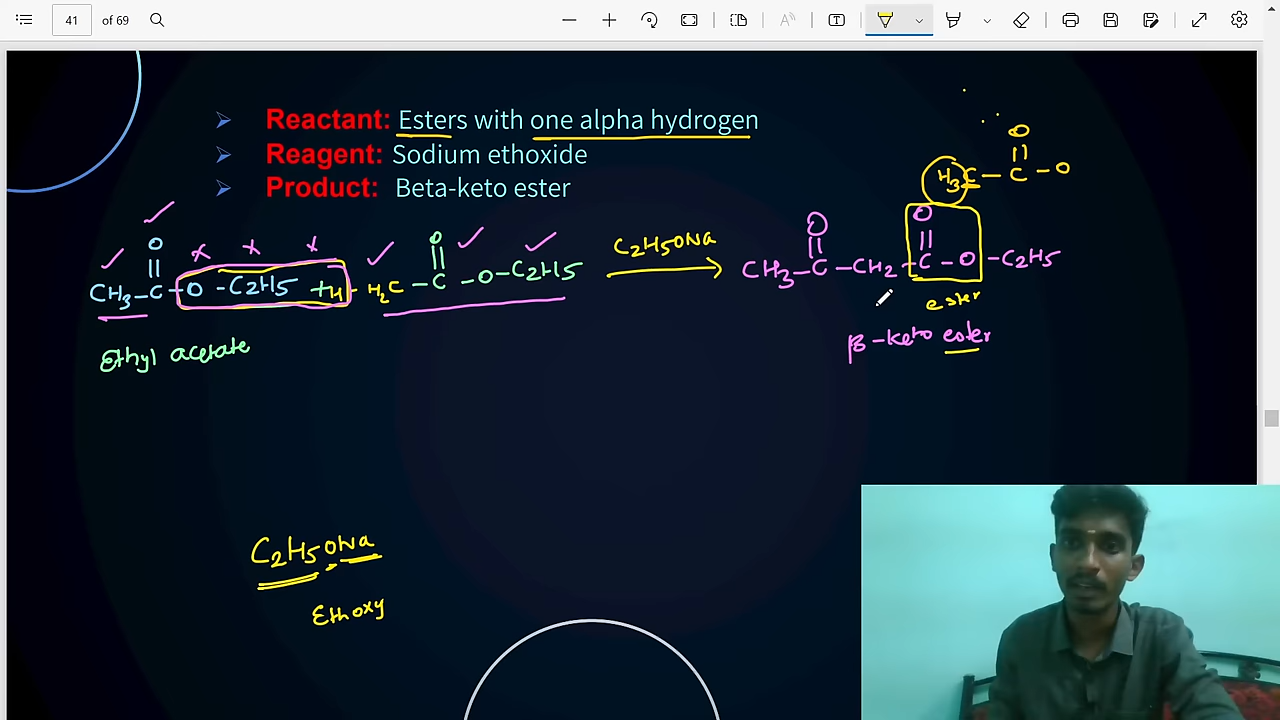 41 of 69
Reactant: Esters with one alpha hydrogen
Reagent: Sodium ethoxide
Product: Beta-keto ester
O
H3C – C – O
O O C2H5ONa O O
CH3 – C – O – C2H5 + H – H2C – C – O – C2H5 CH3 – C – CH2 – C – O – C2H5
ester
Ethyl acetate
β-keto ester
C2H5ONa
Ethoxy